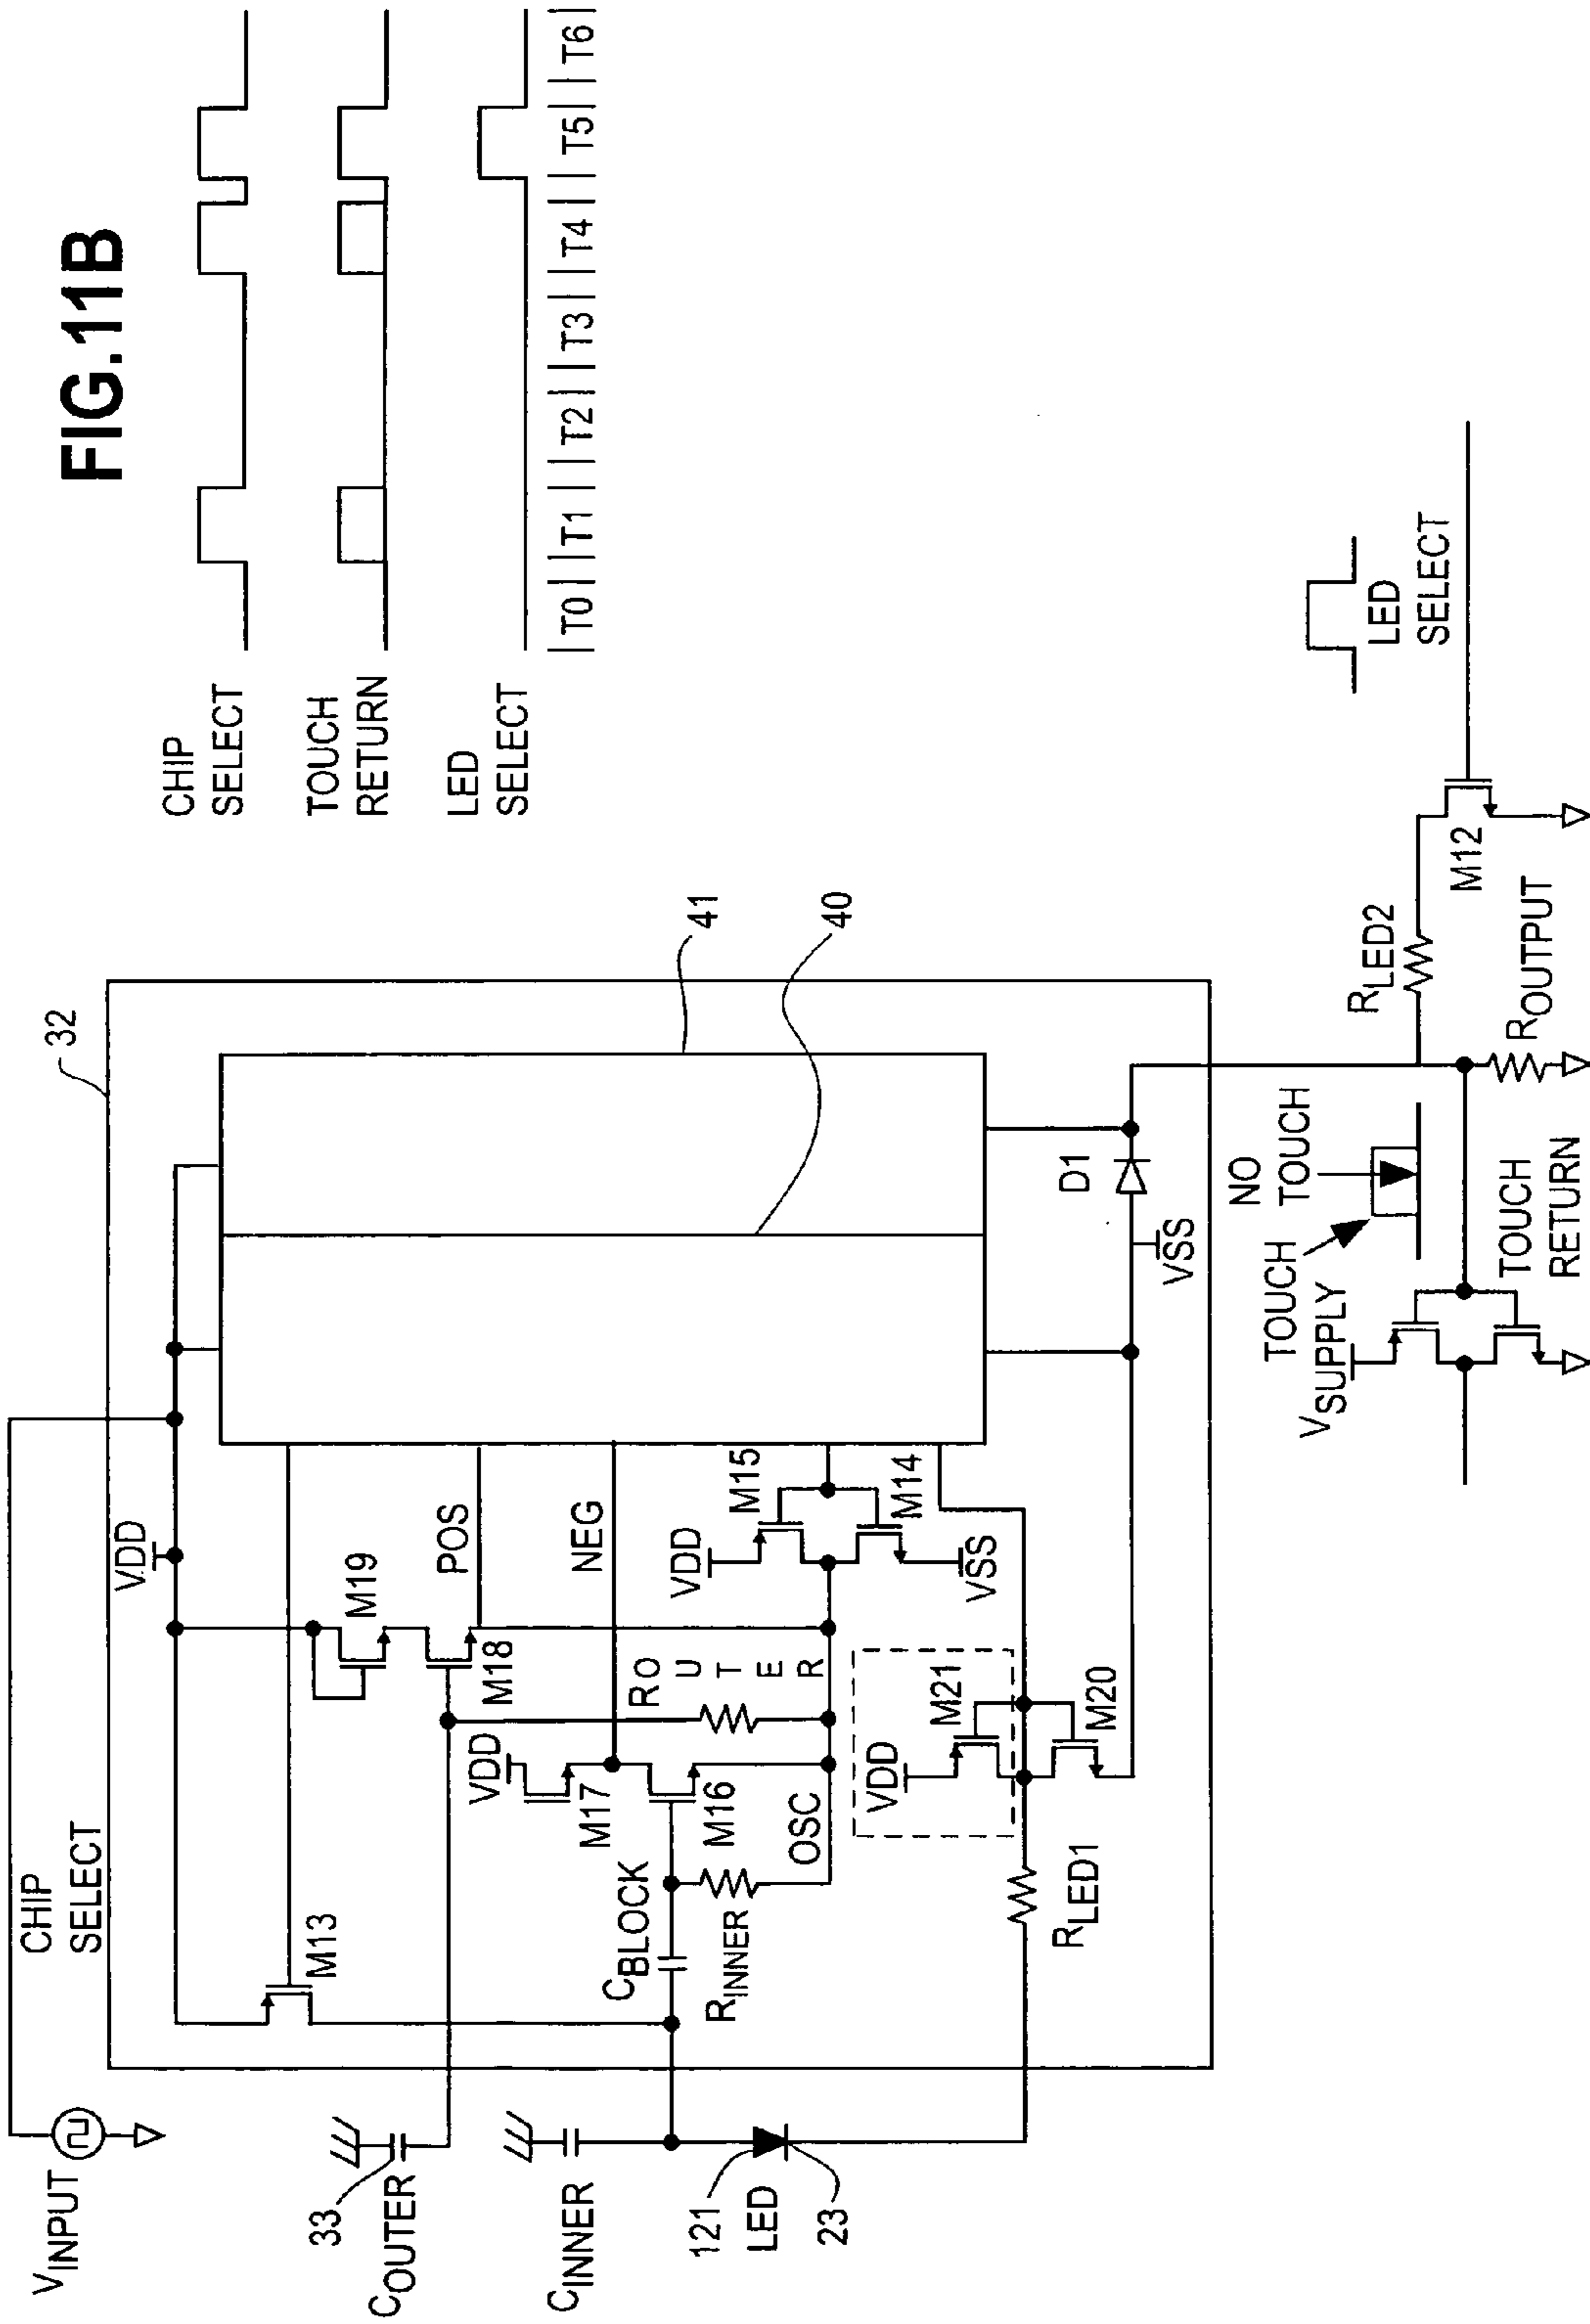 FIG.11B
CHIP
SELECT
TOUCH
RETURN
LED
SELECT
T0 T1 T2 T3 T4 T5 T6
VINPUT
CHIP
SELECT
32
VDD
M13
M19
POS
M18
33
COUTER
ROUTER
NEG
VDD
M17
M16
CINNER
CBLOCK
RINNER
OSC
VDD
M15
M14
VSS
41
40
121
LED
23
VDD
M21
M20
RLED1
D1
VSS
NO
TOUCH
TOUCH
VSUPPLY
TOUCH
RETURN
RLED2
ROUTPUT
M12
LED
SELECT